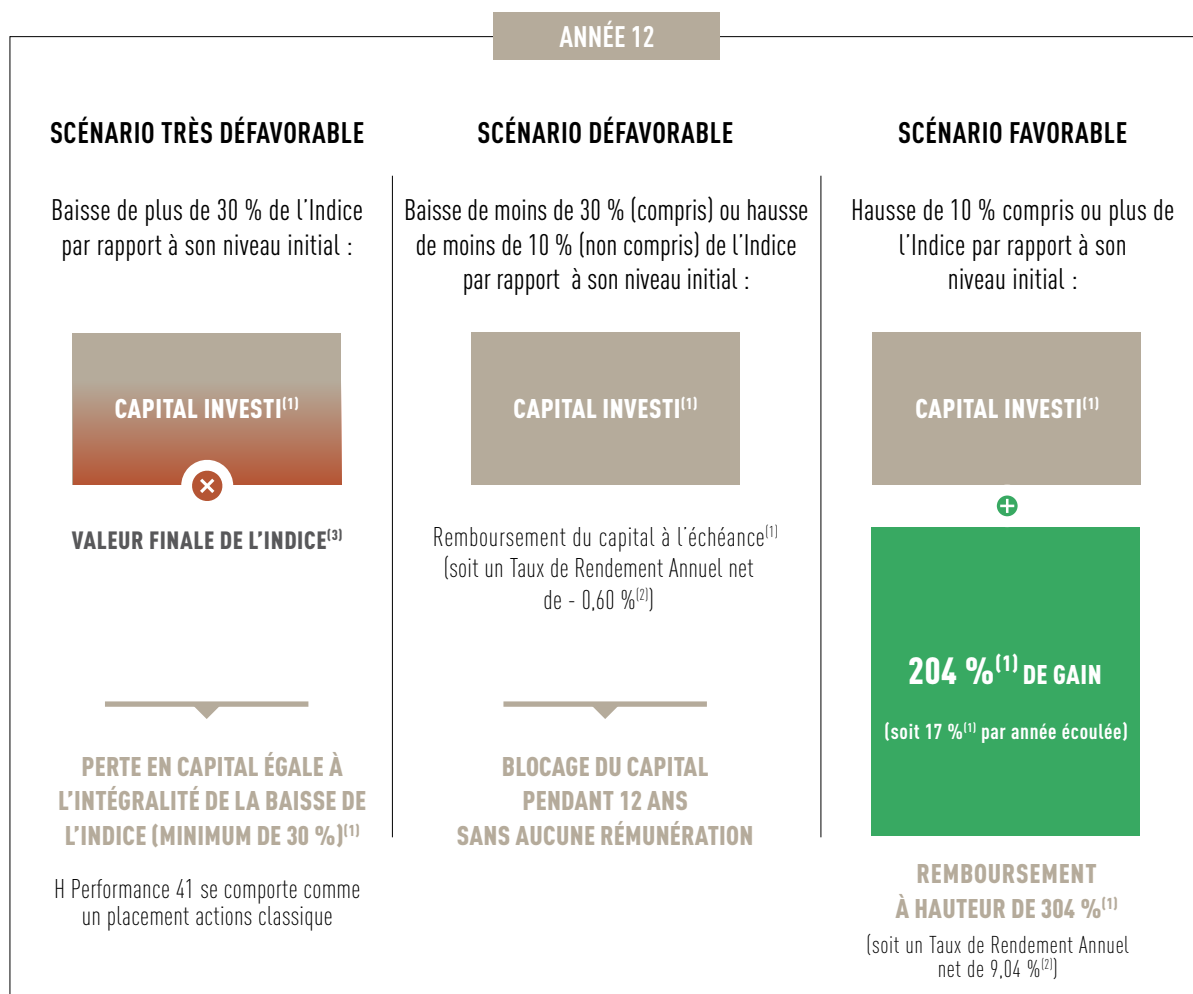 ANNÉE 12
SCÉNARIO TRÈS DÉFAVORABLE
Baisse de plus de 30 % de l'Indice
par rapport à son niveau initial :
CAPITAL INVESTI(1)
VALEUR FINALE DE L'INDICE(3)
PERTE EN CAPITAL ÉGALE À
L'INTÉGRALITÉ DE LA BAISSE DE
L'INDICE (MINIMUM DE 30 %)(1)
H Performance 41 se comporte comme
un placement actions classique
SCÉNARIO DÉFAVORABLE
Baisse de moins de 30 % (compris) ou hausse
de moins de 10 % (non compris) de l'Indice
par rapport à son niveau initial :
CAPITAL INVESTI(1)
Remboursement du capital à l'échéance(1)
(soit un Taux de Rendement Annuel net
de - 0,60 %(2))
BLOCAGE DU CAPITAL
PENDANT 12 ANS
SANS AUCUNE RÉMUNÉRATION
SCÉNARIO FAVORABLE
Hausse de 10 % compris ou plus de
l'Indice par rapport à son
niveau initial :
CAPITAL INVESTI(1)
204 %(1) DE GAIN
(soit 17 %(1) par année écoulée)
REMBOURSEMENT
À HAUTEUR DE 304 %(1)
(soit un Taux de Rendement Annuel
net de 9,04 %(2))